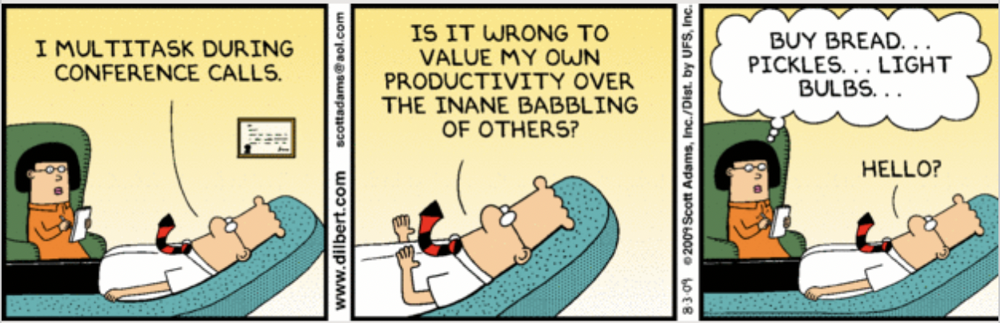 I MULTITASK DURING
CONFERENCE CALLS.
scottadams@aol.com
www.dilbert.com
IS IT WRONG TO
VALUE MY OWN
PRODUCTIVITY OVER
THE INANE BABBLING
OF OTHERS?
8-3-09 ©2009 Scott Adams, Inc./Dist. by UFS, Inc.
BUY BREAD...
PICKLES... LIGHT
BULBS...
HELLO?